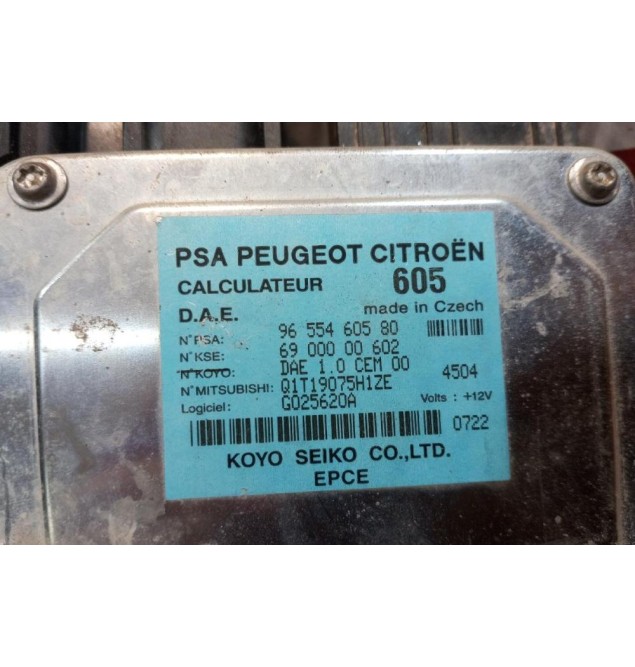 PSA PEUGEOT CITROËN
CALCULATEUR 605
D.A.E. made in Czech
N°PSA: 96 554 605 80
N°KSE: 69 000 00 602
N°KOYO: DAE 1.0 CEM 00
N°MITSUBISHI: Q1T19075H1ZE 4504
Logiciel: G025620A Volts : +12V
0722
KOYO SEIKO CO.,LTD.
EPCE